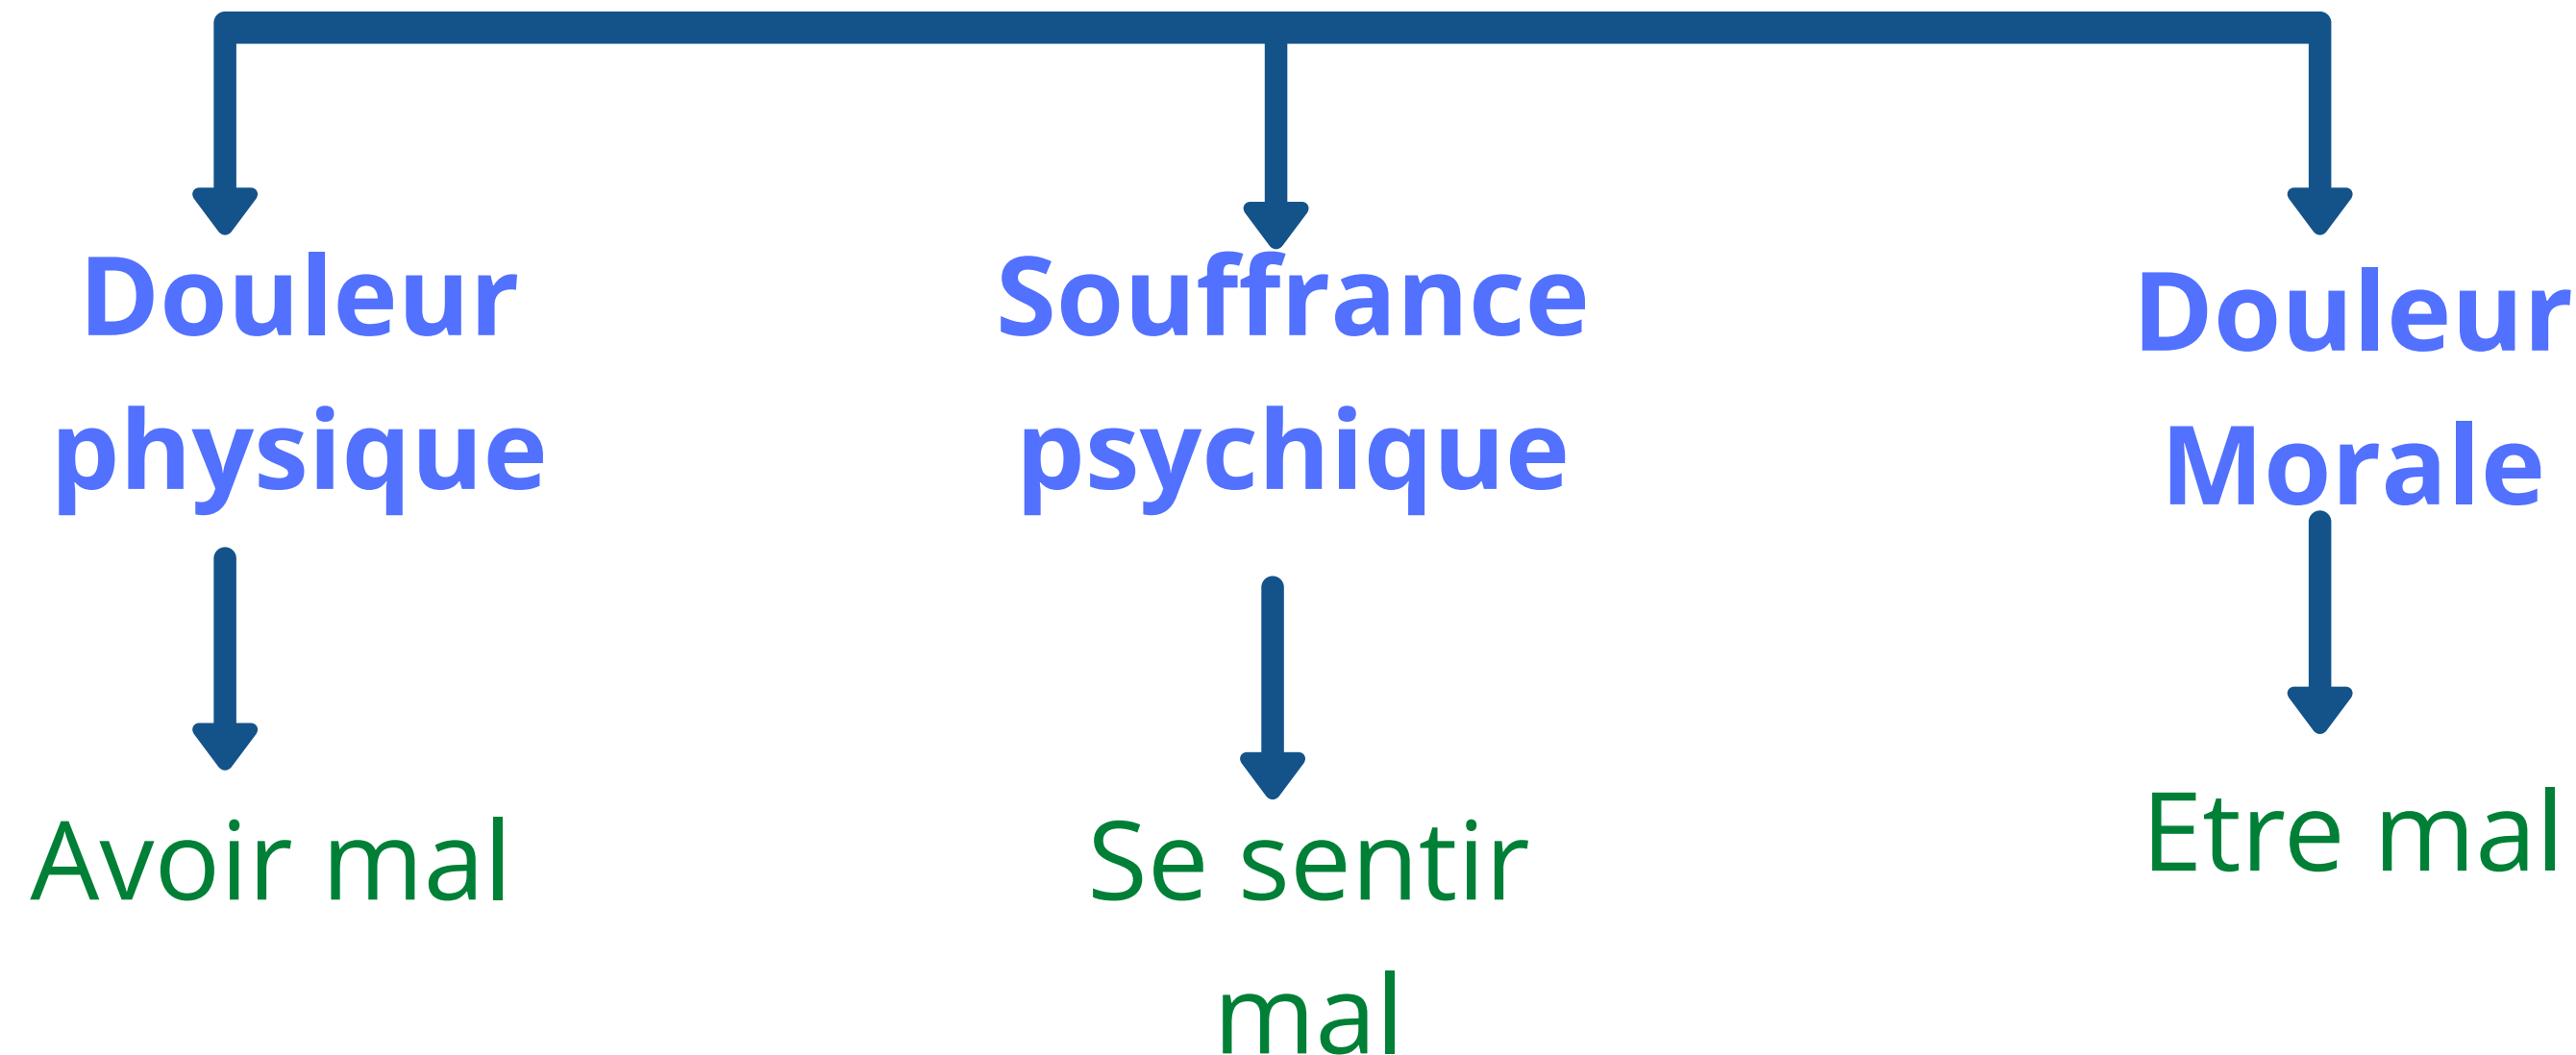 Douleur
physique
Avoir mal
Souffrance
psychique
Se sentir
mal
Douleur
Morale
Etre mal